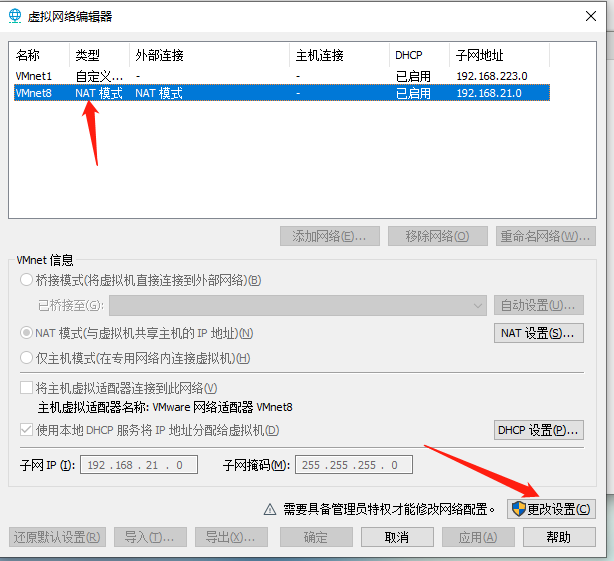 虚拟网络编辑器
名称 类型 外部连接 主机连接 DHCP 子网地址
VMnet1 自定义... - - 已启用 192.168.223.0
VMnet8 NAT 模式 NAT 模式 - 已启用 192.168.21.0
添加网络(E)... 移除网络(O) 重命名网络(W)...
VMnet 信息
桥接模式(将虚拟机直接连接到外部网络)(B)
已桥接至(G): 自动设置(U)...
NAT 模式(与虚拟机共享主机的 IP 地址)(N) NAT 设置(S)...
仅主机模式(在专用网络内连接虚拟机)(H)
将主机虚拟适配器连接到此网络(V)
主机虚拟适配器名称: VMware 网络适配器 VMnet8
使用本地 DHCP 服务将 IP 地址分配给虚拟机(D) DHCP 设置(P)...
子网 IP (I): 192 . 168 . 21 . 0 子网掩码(M): 255 . 255 . 255 . 0
需要具备管理员特权才能修改网络配置。 更改设置(C)
还原默认设置(R) 导入(T)... 导出(X)... 确定 取消 应用(A) 帮助